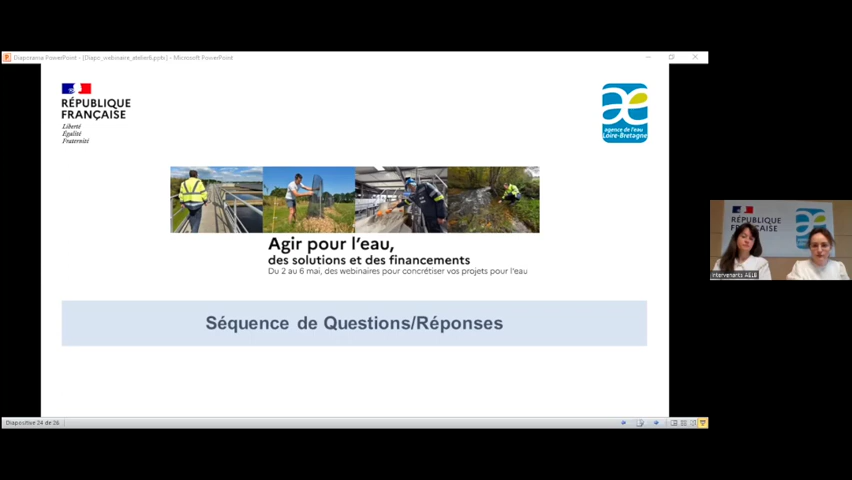 Diaporama PowerPoint - [Diapo_webinaire_atelier6.pptx] - Microsoft PowerPoint
RÉPUBLIQUE
FRANÇAISE
Liberté
Égalité
Fraternité
agence de l'eau
Loire-Bretagne
Agir pour l'eau,
des solutions et des financements
Du 2 au 6 mai, des webinaires pour concrétiser vos projets pour l'eau
Séquence de Questions/Réponses
Diapositive 24 de 26
RÉPUBLIQUE
FRANÇAISE
Intervenants AELB